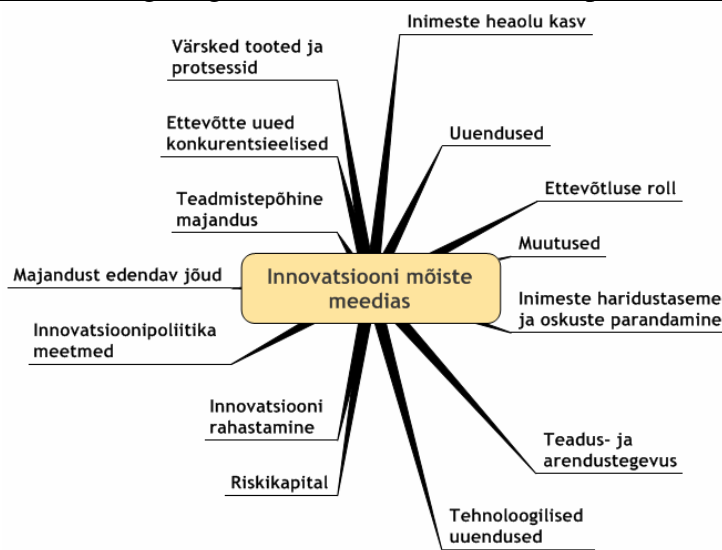 Inimeste heaolu kasv
Värsked tooted ja
protsessid
Ettevõtte uued
konkurentsieelised
Uuendused
Teadmistepõhine
majandus
Ettevõtluse roll
Muutused
Majandust edendav jõud
Innovatsiooni mõiste
meedias
Inimeste haridustaseme
ja oskuste parandamine
Innovatsioonipoliitika
meetmed
Innovatsiooni
rahastamine
Teadus- ja
arendustegevus
Riskikapital
Tehnoloogilised
uuendused